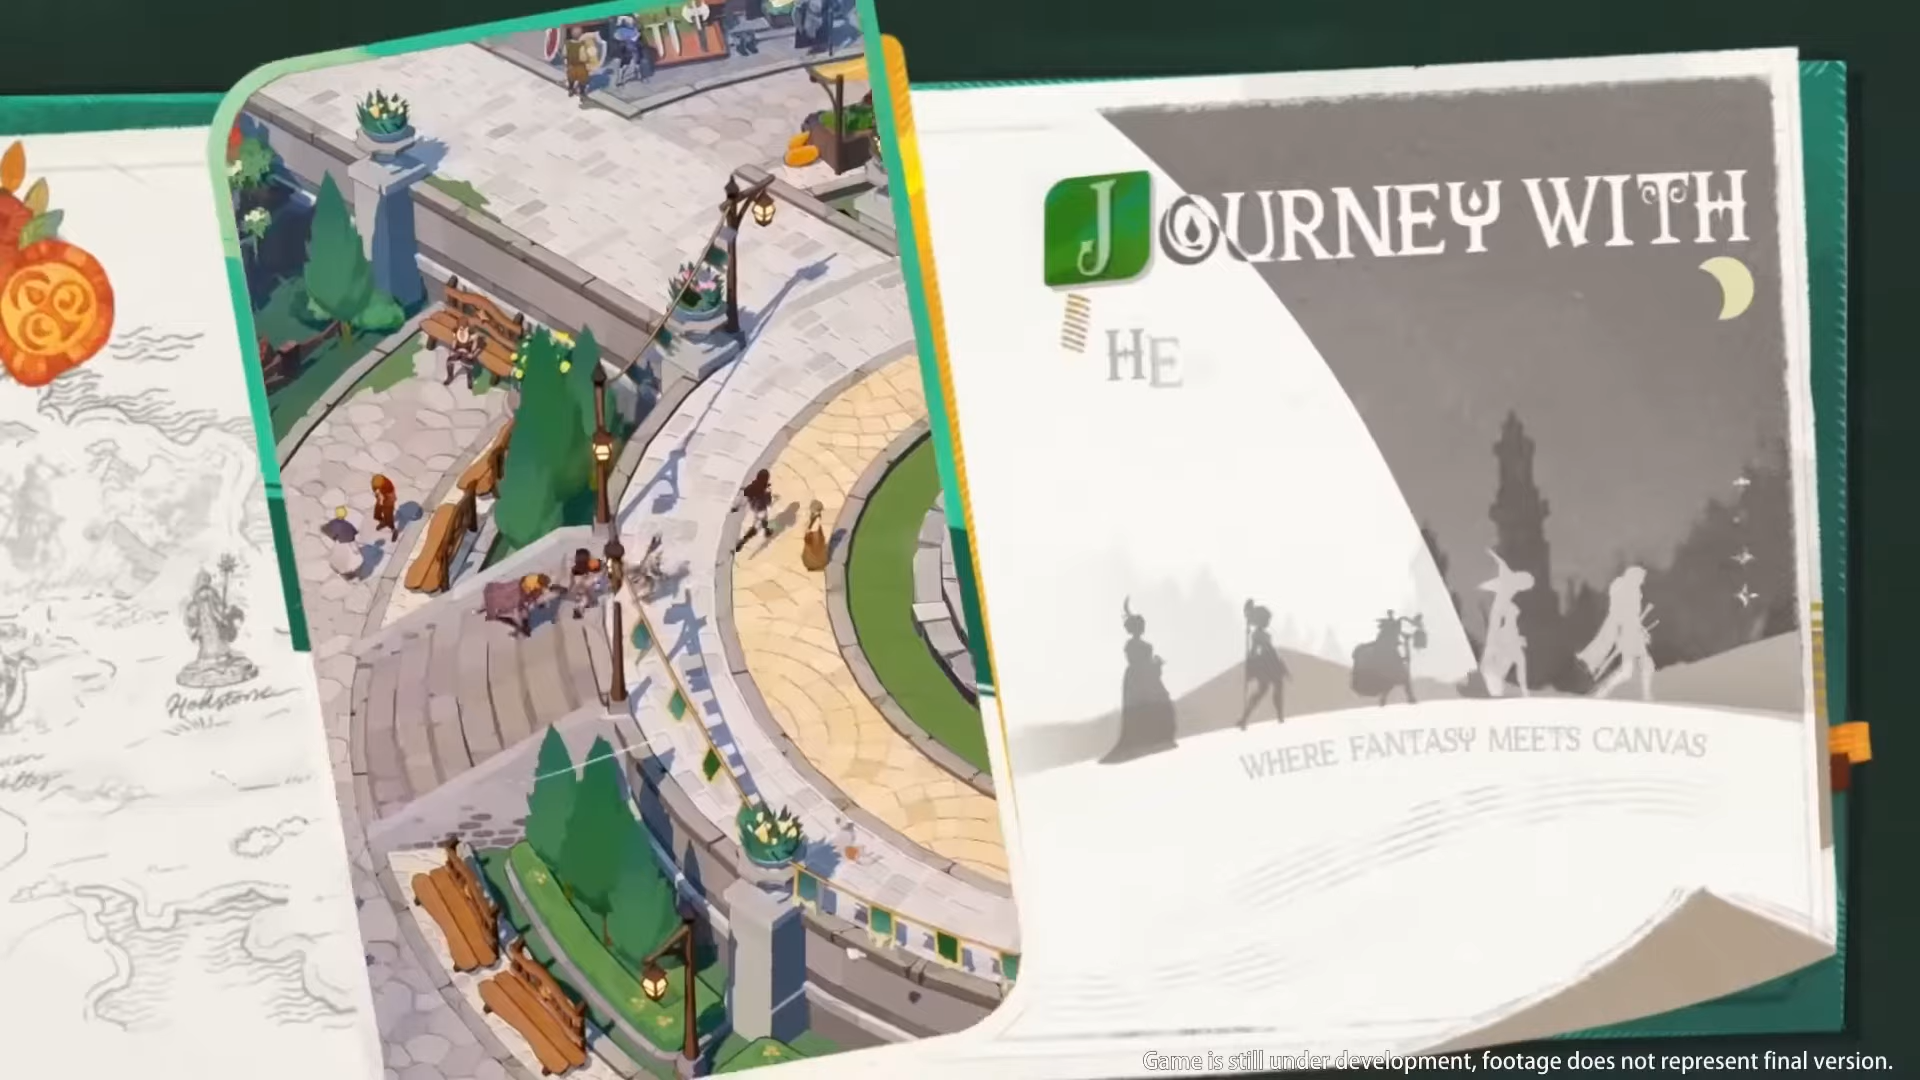 JOURNEY WITH
HE
WHERE FANTASY MEETS CANVAS
Game is still under development, footage does not represent final version.